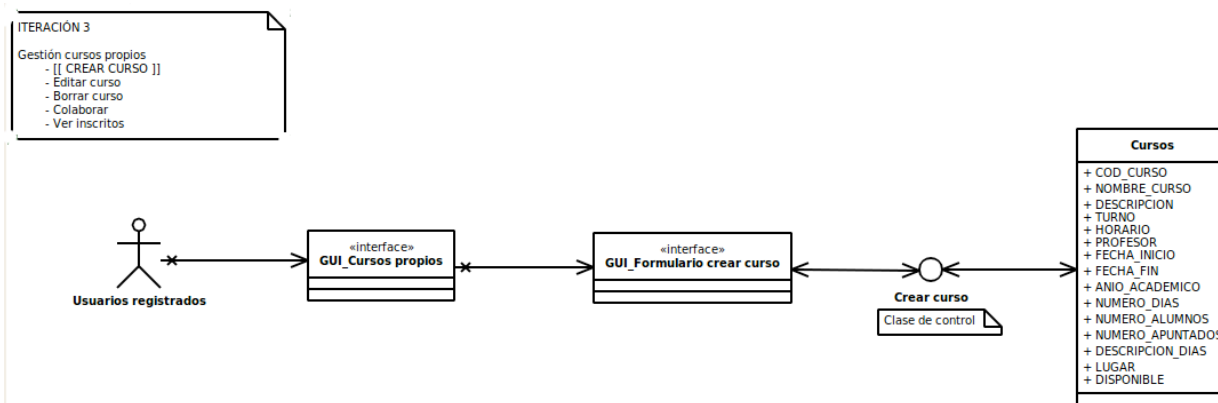 ITERACIÓN 3
Gestión cursos propios
- [[ CREAR CURSO ]]
- Editar curso
- Borrar curso
- Colaborar
- Ver inscritos
Usuarios registrados
«interface»
GUI_Cursos propios
«interface»
GUI_Formulario crear curso
Crear curso
Clase de control
Cursos
+ COD_CURSO
+ NOMBRE_CURSO
+ DESCRIPCION
+ TURNO
+ HORARIO
+ PROFESOR
+ FECHA_INICIO
+ FECHA_FIN
+ ANIO_ACADEMICO
+ NUMERO_DIAS
+ NUMERO_ALUMNOS
+ NUMERO_APUNTADOS
+ DESCRIPCION_DIAS
+ LUGAR
+ DISPONIBLE